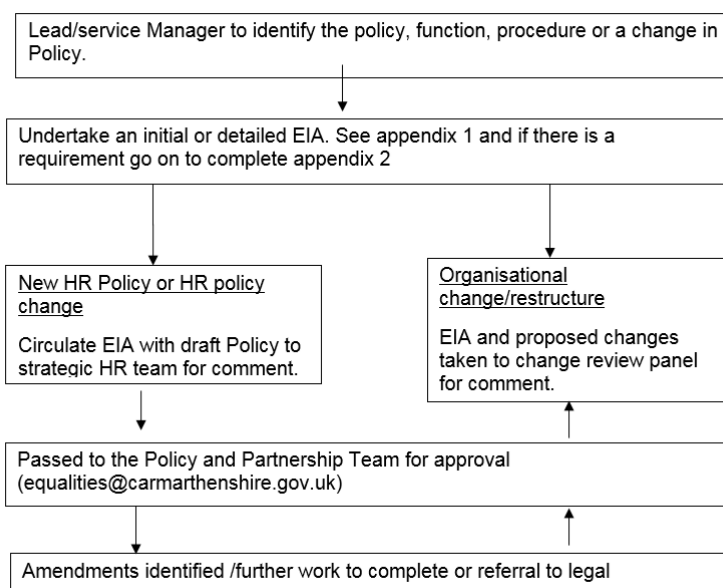 Lead/service Manager to identify the policy, function, procedure or a change in
Policy.
Undertake an initial or detailed EIA. See appendix 1 and if there is a
requirement go on to complete appendix 2
New HR Policy or HR policy
change
Circulate EIA with draft Policy to
strategic HR team for comment.
Organisational
change/restructure
EIA and proposed changes
taken to change review panel
for comment.
Passed to the Policy and Partnership Team for approval
(equalities@carmarthenshire.gov.uk)
Amendments identified /further work to complete or referral to legal